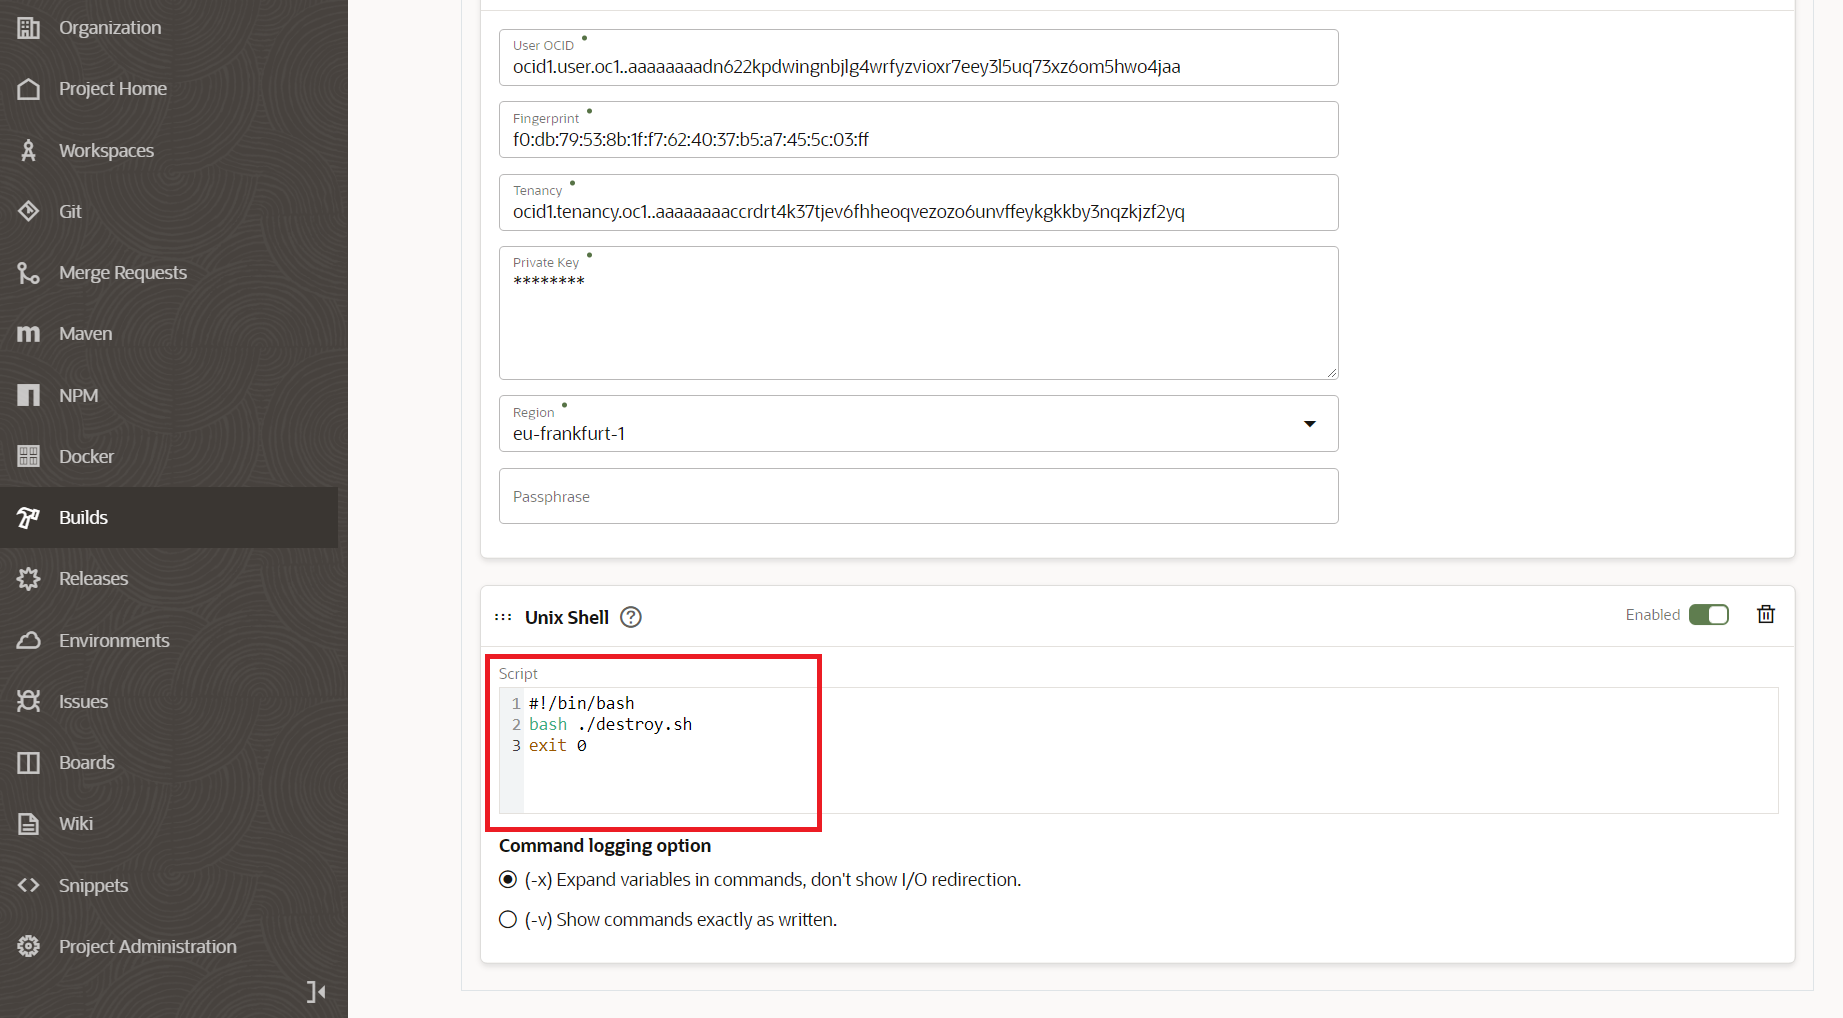 Organization
Project Home
Workspaces
Git
Merge Requests
Maven
NPM
Docker
Builds
Releases
Environments
Issues
Boards
Wiki
Snippets
Project Administration
User OCID
ocid1.user.oc1..aaaaaaaadn622kpdwingnbjlg4wrfyzvioxr7eey3l5uq73xz6om5hwo4jaa
Fingerprint
f0:db:79:53:8b:1f:f7:62:40:37:b5:a7:45:5c:03:ff
Tenancy
ocid1.tenancy.oc1..aaaaaaaaccrdrt4k37tjev6fhheoqvezozo6unvffeykgkkby3nqzkjzf2yq
Private Key
********
Region
eu-frankfurt-1
Passphrase
Unix Shell
Enabled
Script
1 #!/bin/bash
2 bash ./destroy.sh
3 exit 0
Command logging option
(-x) Expand variables in commands, don't show I/O redirection.
(-v) Show commands exactly as written.